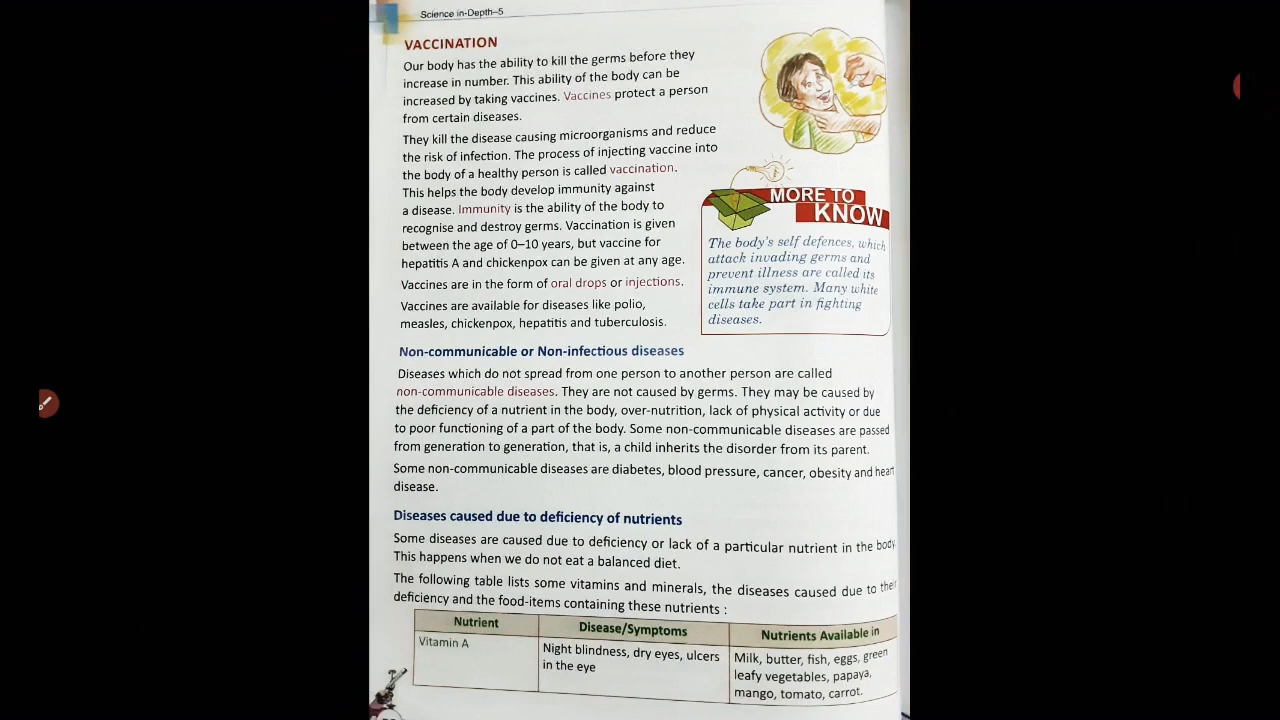 Science in-Depth–5
VACCINATION
Our body has the ability to kill the germs before they
increase in number. This ability of the body can be
increased by taking vaccines. Vaccines protect a person
from certain diseases.
They kill the disease causing microorganisms and reduce
the risk of infection. The process of injecting vaccine into
the body of a healthy person is called vaccination.
This helps the body develop immunity against
a disease. Immunity is the ability of the body to
recognise and destroy germs. Vaccination is given
between the age of 0–10 years, but vaccine for
hepatitis A and chickenpox can be given at any age.
Vaccines are in the form of oral drops or injections.
Vaccines are available for diseases like polio,
measles, chickenpox, hepatitis and tuberculosis.
MORE TO
KNOW
The body's self defences, which
attack invading germs and
prevent illness are called its
immune system. Many white
cells take part in fighting
diseases.
Non-communicable or Non-infectious diseases
Diseases which do not spread from one person to another person are called
non-communicable diseases. They are not caused by germs. They may be caused by
the deficiency of a nutrient in the body, over-nutrition, lack of physical activity or due
to poor functioning of a part of the body. Some non-communicable diseases are passed
from generation to generation, that is, a child inherits the disorder from its parent.
Some non-communicable diseases are diabetes, blood pressure, cancer, obesity and heart
disease.
Diseases caused due to deficiency of nutrients
Some diseases are caused due to deficiency or lack of a particular nutrient in the body.
This happens when we do not eat a balanced diet.
The following table lists some vitamins and minerals, the diseases caused due to their
deficiency and the food-items containing these nutrients :
Nutrient
Disease/Symptoms
Nutrients Available in
Vitamin A
Night blindness, dry eyes, ulcers
in the eye
Milk, butter, fish, eggs, green
leafy vegetables, papaya,
mango, tomato, carrot.